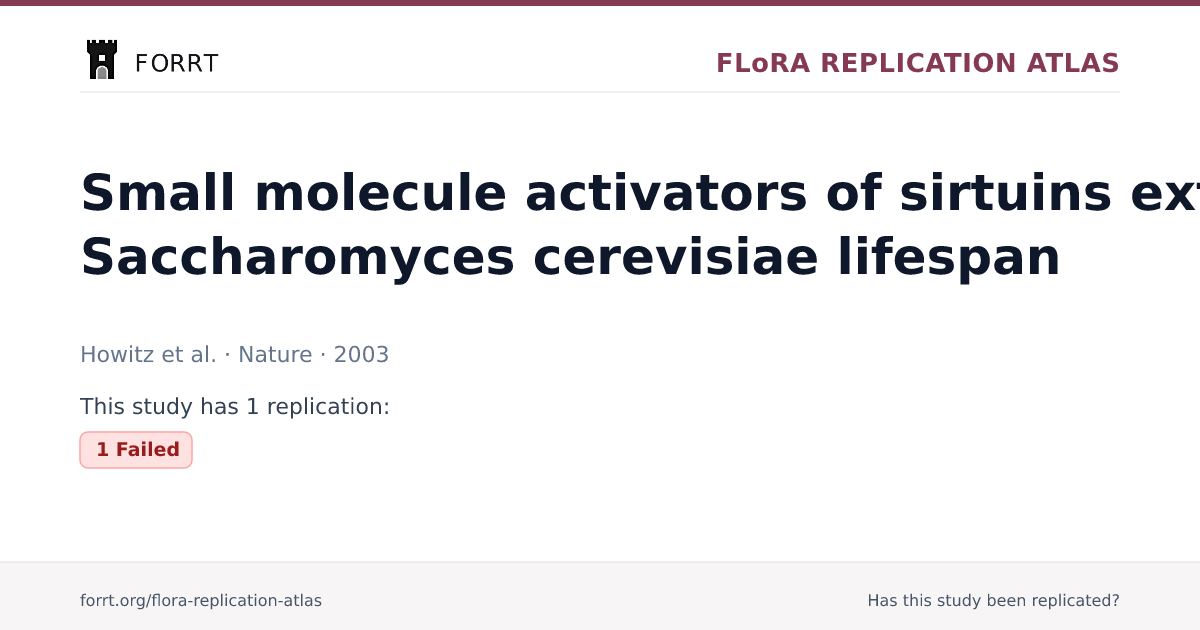 FORRT
FLoRA REPLICATION ATLAS
Small molecule activators of sirtuins
Saccharomyces cerevisiae lifespan
Howitz et al. · Nature · 2003
This study has 1 replication:
1 Failed
forrt.org/flora-replication-atlas
Has this study been replicated?